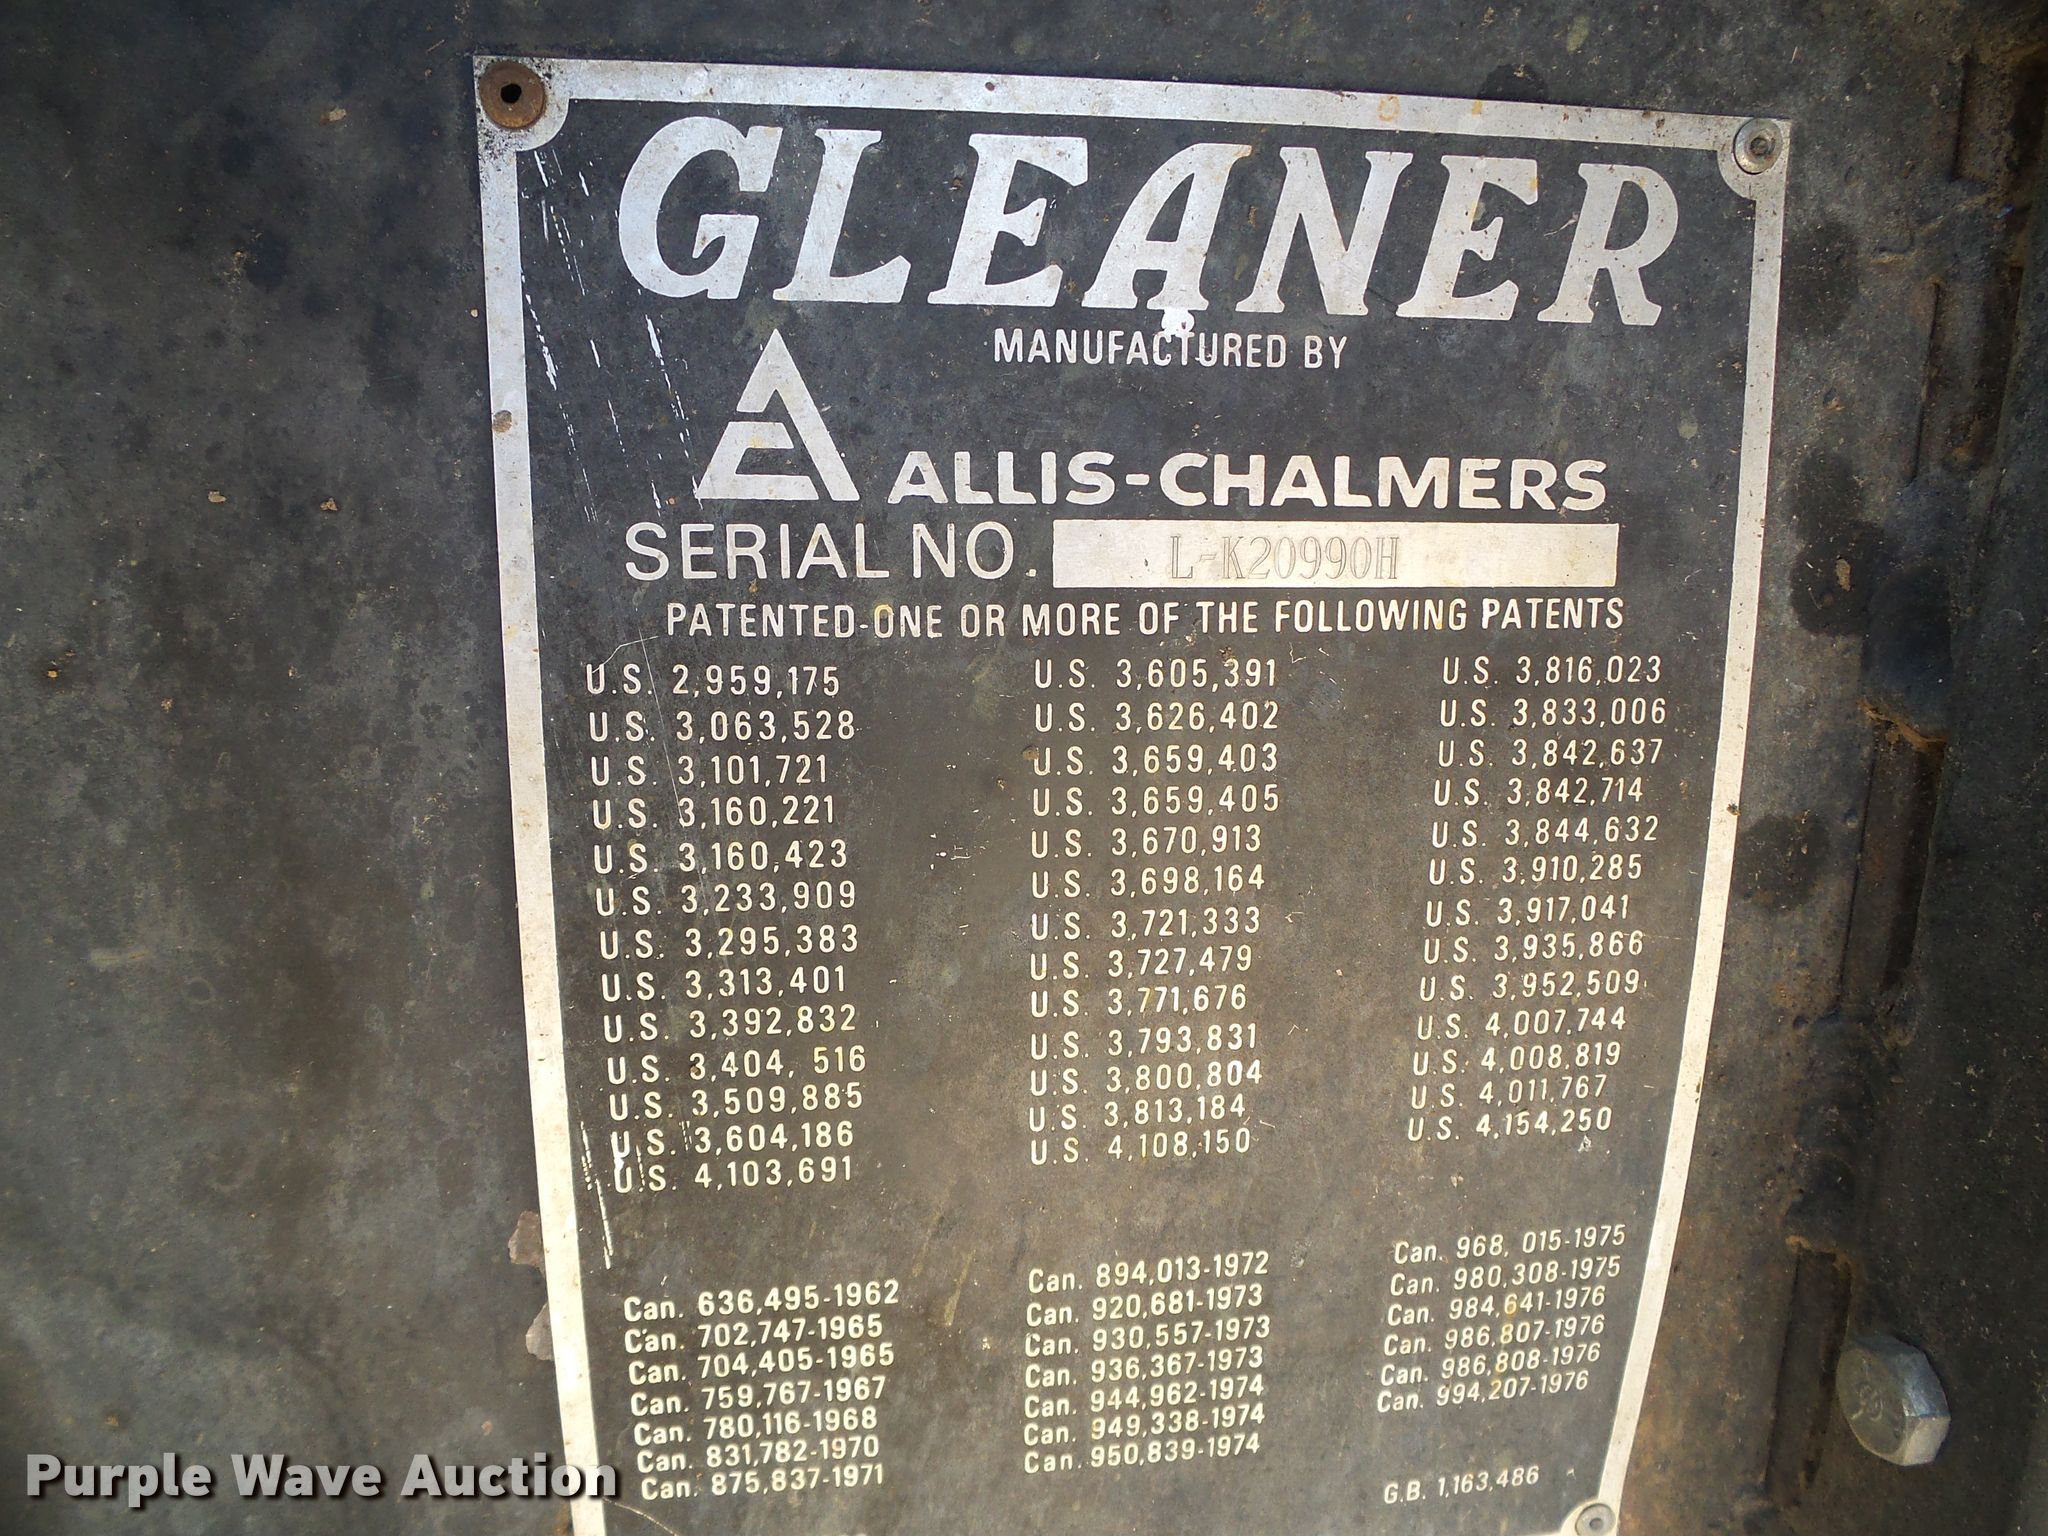 GLEANER
MANUFACTURED BY
ALLIS-CHALMERS
SERIAL NO. L-K20990H
PATENTED-ONE OR MORE OF THE FOLLOWING PATENTS
U.S. 2,959,175
U.S. 3,063,528
U.S. 3,101,721
U.S. 3,160,221
U.S. 3,160,423
U.S. 3,233,909
U.S. 3,295,383
U.S. 3,313,401
U.S. 3,392,832
U.S. 3,404, 516
U.S. 3,509,885
U.S. 3,604,186
U.S. 4,103,691
U.S. 3,605,391
U.S. 3,626,402
U.S. 3,659,403
U.S. 3,659,405
U.S. 3,670,913
U.S. 3,698,164
U.S. 3,721,333
U.S. 3,727,479
U.S. 3,771,676
U.S. 3,793,831
U.S. 3,800,804
U.S. 3,813,184
U.S. 4,108,150
U.S. 3,816,023
U.S. 3,833,006
U.S. 3,842,637
U.S. 3,842,714
U.S. 3,844,632
U.S. 3,910,285
U.S. 3,917,041
U.S. 3,935,866
U.S. 3,952,509
U.S. 4,007,744
U.S. 4,008,819
U.S. 4,011,767
U.S. 4,154,250
Can. 636,495-1962
Can. 702,747-1965
Can. 704,405-1965
Can. 759,767-1967
Can. 780,116-1968
Can. 831,782-1970
Can. 875,837-1971
Can. 894,013-1972
Can. 920,681-1973
Can. 930,557-1973
Can. 936,367-1973
Can. 944,962-1974
Can. 949,338-1974
Can. 950,839-1974
Can. 968, 015-1975
Can. 980,308-1975
Can. 984,641-1976
Can. 986,807-1976
Can. 986,808-1976
Can. 994,207-1976
G.B. 1,163,486
Purple Wave Auction